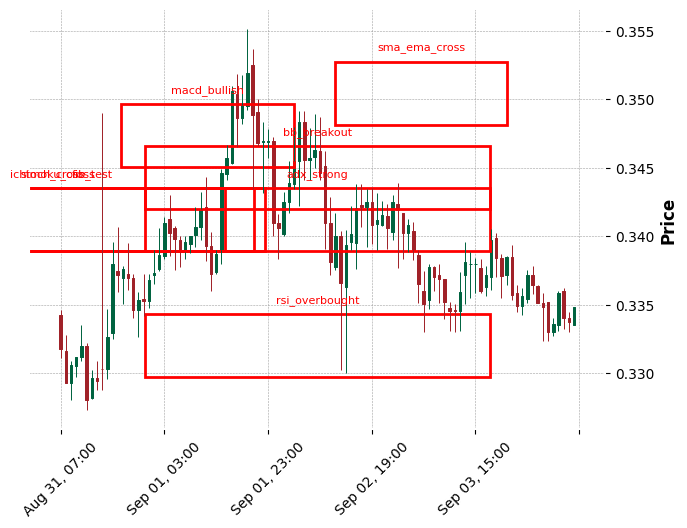 sma_ema_cross
macd_bullish
bb_breakout
adx_strong
rsi_overbought
0.355
0.350
0.345
0.340
0.335
0.330
Price
Aug 31, 07:00
Sep 01, 03:00
Sep 01, 23:00
Sep 02, 19:00
Sep 03, 15:00